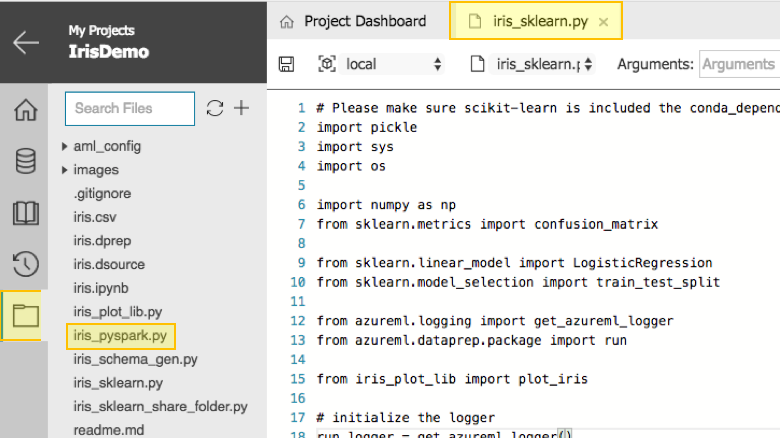 My Projects
IrisDemo
Project Dashboard
iris_sklearn.py
local
iris_sklearn.p
Arguments:
Arguments
Search Files
aml_config
images
.gitignore
iris.csv
iris.dprep
iris.dsource
iris.ipynb
iris_plot_lib.py
iris_pyspark.py
iris_schema_gen.py
iris_sklearn.py
iris_sklearn_share_folder.py
readme.md
1 # Please make sure scikit-learn is included the conda_depend
2 import pickle
3 import sys
4 import os
5
6 import numpy as np
7 from sklearn.metrics import confusion_matrix
8
9 from sklearn.linear_model import LogisticRegression
10 from sklearn.model_selection import train_test_split
11
12 from azureml.logging import get_azureml_logger
13 from azureml.dataprep.package import run
14
15 from iris_plot_lib import plot_iris
16
17 # initialize the logger
18 run_logger = get_azureml_logger()